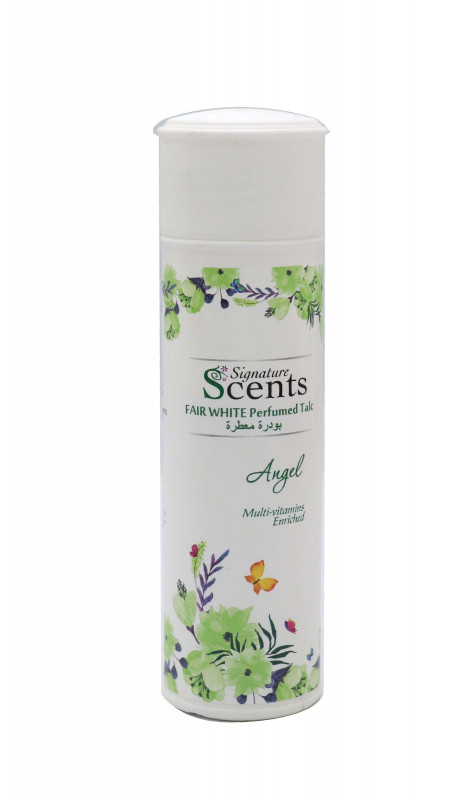 Signature
Scents
FAIR WHITE Perfumed Talc
بودرة معطرة
Angel
Multi-vitamins
Enriched